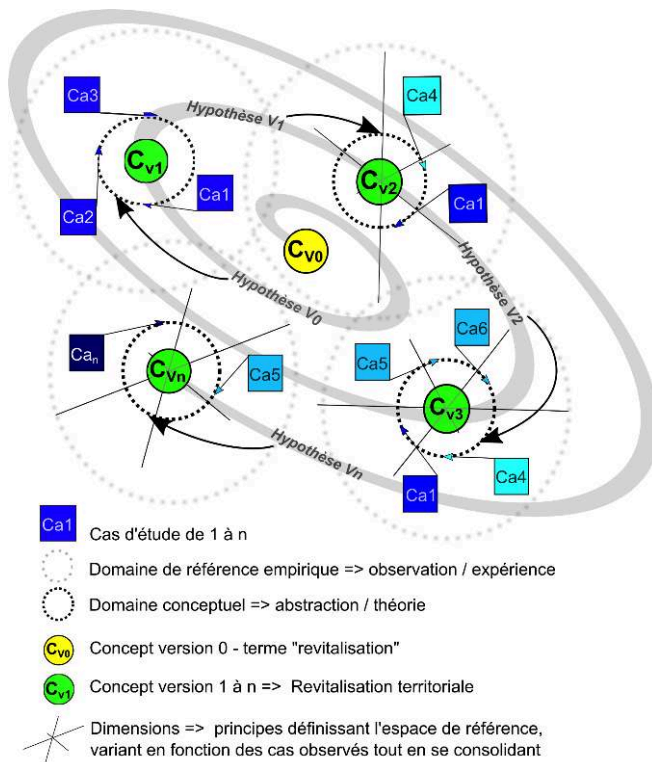 Ca3
Hypothèse V1
Ca4
Cv1
Cv2
Ca1
Ca1
Ca2
CV0
Hypothèse V0
Hypothèse V2
Can
CVn
Ca5
Ca5
Ca6
Cv3
Hypothèse Vn
Ca1
Ca4
Ca1 Cas d'étude de 1 à n
Domaine de référence empirique => observation / expérience
Domaine conceptuel => abstraction / théorie
CV0 Concept version 0 - terme "revitalisation"
Cv1 Concept version 1 à n => Revitalisation territoriale
Dimensions => principes définissant l'espace de référence,
variant en fonction des cas observés tout en se consolidant